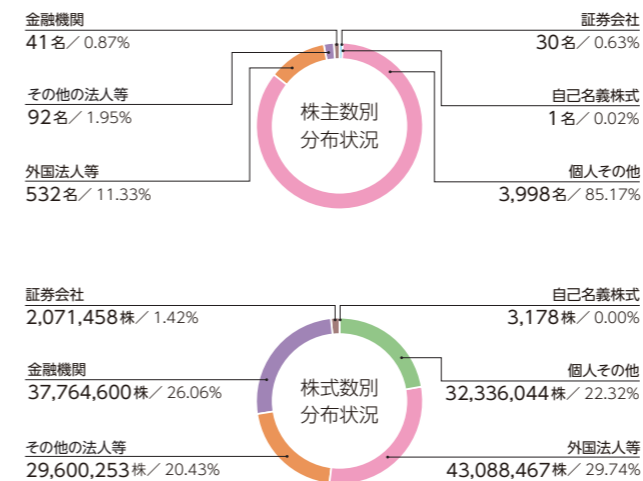 金融機関
41名／0.87%
その他の法人等
92名／1.95%
外国法人等
532名／11.33%
株主数別
分布状況
証券会社
30名／0.63%
自己名義株式
1名／0.02%
個人その他
3,998名／85.17%
証券会社
2,071,458株／1.42%
金融機関
37,764,600株／26.06%
その他の法人等
29,600,253株／20.43%
株式数別
分布状況
自己名義株式
3,178株／0.00%
個人その他
32,336,044株／22.32%
外国法人等
43,088,467株／29.74%